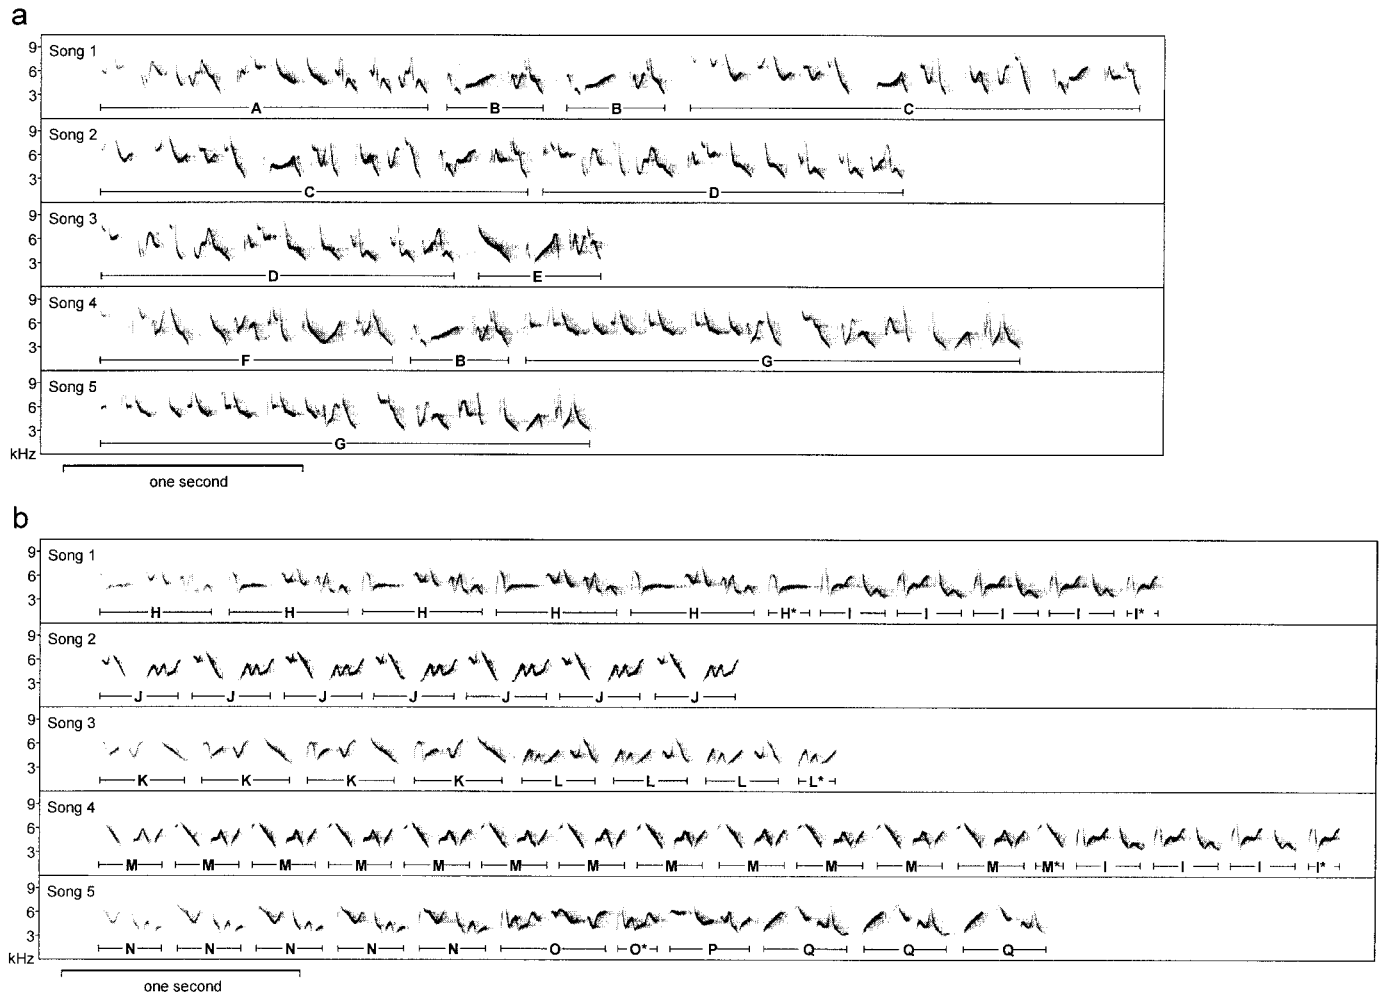 a
9
Song 1
6
3
A B B C
9
Song 2
6
3
C D
9
Song 3
6
3
D E
9
Song 4
6
3
F B G
9
Song 5
6
3
G
kHz
one second
b
9
Song 1
6
3
H H H H H H* I I I I I*
9
Song 2
6
3
J J J J J J J
9
Song 3
6
3
K K K K L L L L*
9
Song 4
6
3
M M M M M M M M M M M M M* I I I I*
9
Song 5
6
3
N N N N N O O* P Q Q Q
kHz
one second